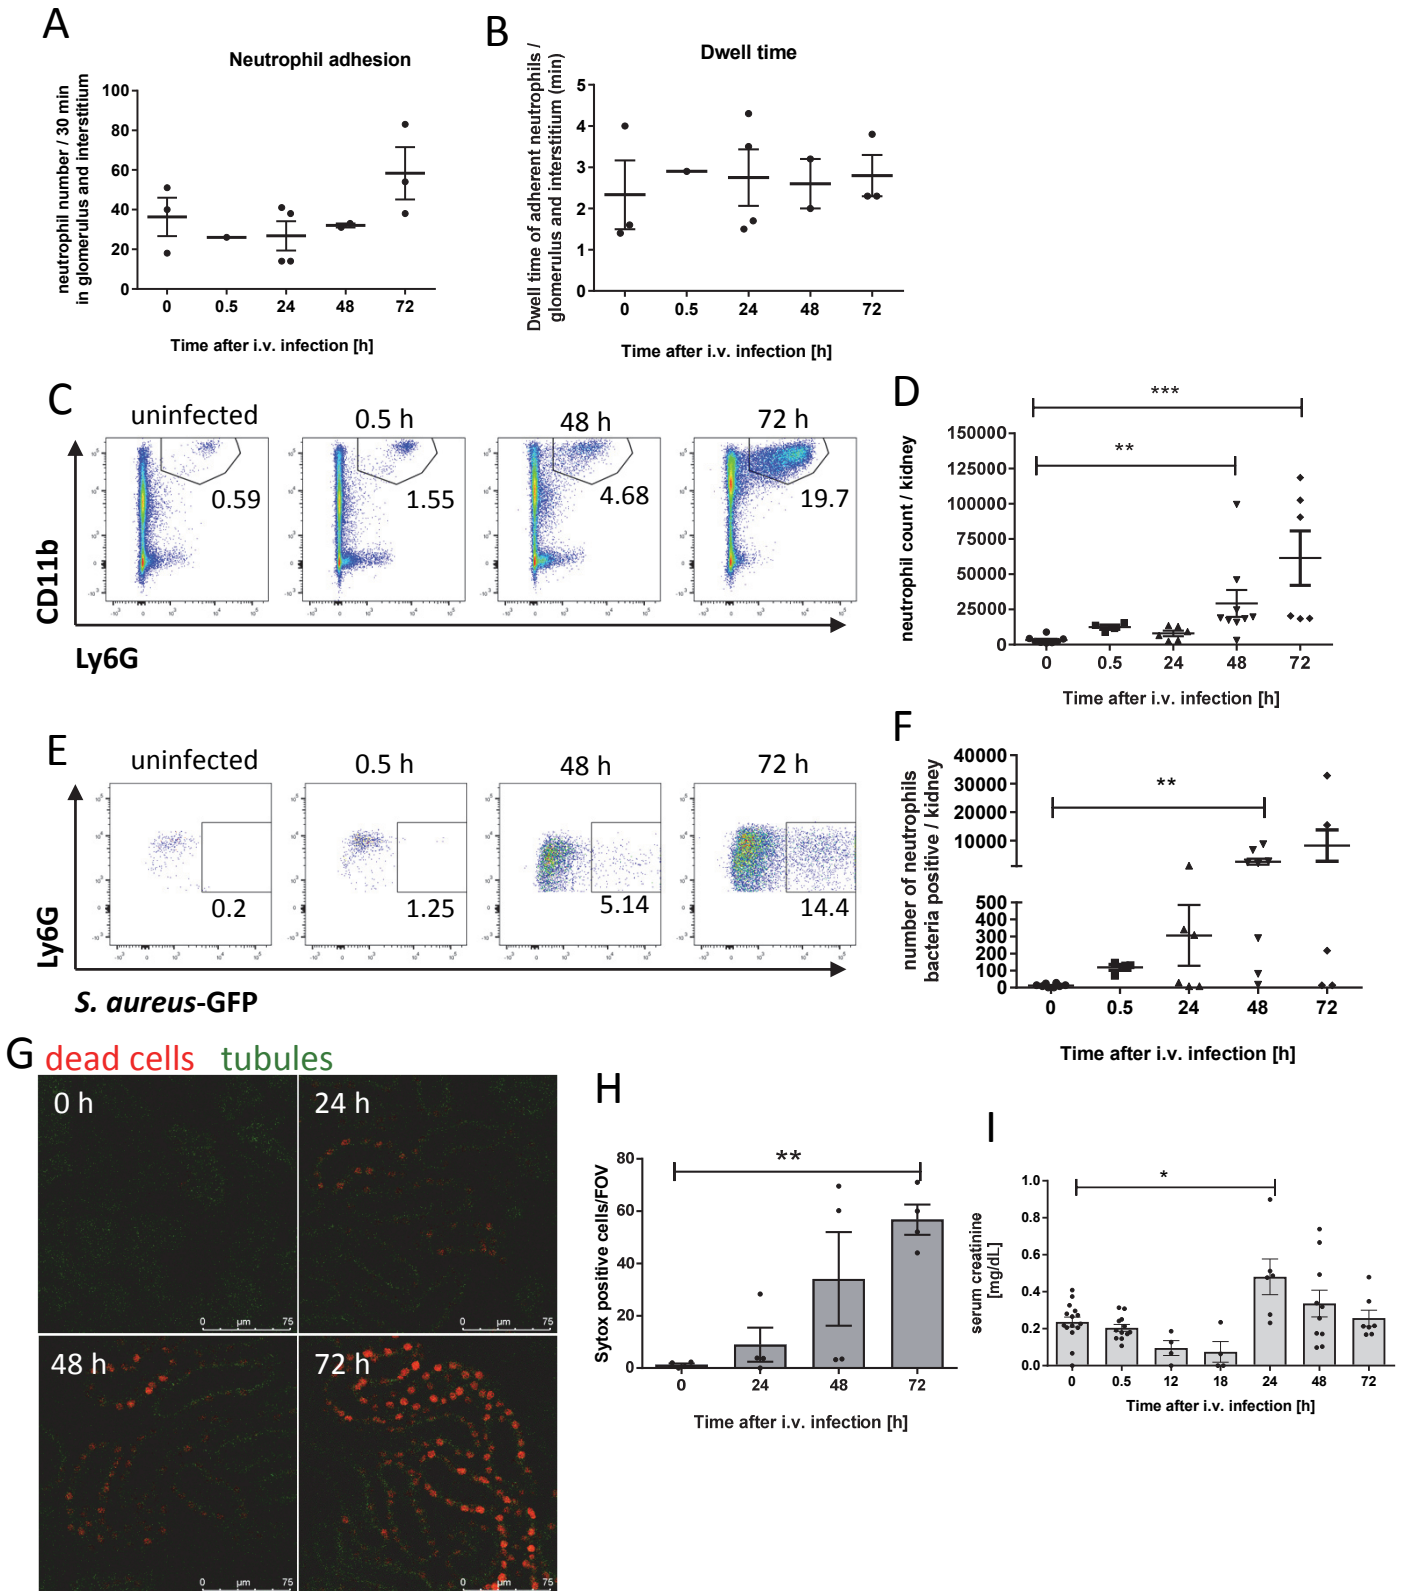 A
Neutrophil adhesion
neutrophil number / 30 min
in glomerulus and interstitium
100
80
60
40
20
0
0 0.5 24 48 72
Time after i.v. infection [h]
B
Dwell time
Dwell time of adherent neutrophils /
glomerulus and interstitium (min)
5
4
3
2
1
0
0 0.5 24 48 72
Time after i.v. infection [h]
C
uninfected 0.5 h 48 h 72 h
0.59 1.55 4.68 19.7
CD11b
Ly6G
D
*** 
**
neutrophil count / kidney
150000
125000
100000
75000
50000
25000
0
0 0.5 24 48 72
Time after i.v. infection [h]
E
uninfected 0.5 h 48 h 72 h
0.2 1.25 5.14 14.4
Ly6G
S. aureus-GFP
F
**
number of neutrophils
bacteria positive / kidney
40000
30000
20000
10000
500
400
300
200
100
0
0 0.5 24 48 72
Time after i.v. infection [h]
G
dead cells tubules
0 h
0 µm 75
24 h
0 µm 75
48 h
0 µm 75
72 h
0 µm 75
H
**
Sytox positive cells/FOV
80
60
40
20
0
0 24 48 72
Time after i.v. infection [h]
I
*
serum creatinine
[mg/dL]
1.0
0.8
0.6
0.4
0.2
0.0
0 0.5 12 18 24 48 72
Time after i.v. infection [h]